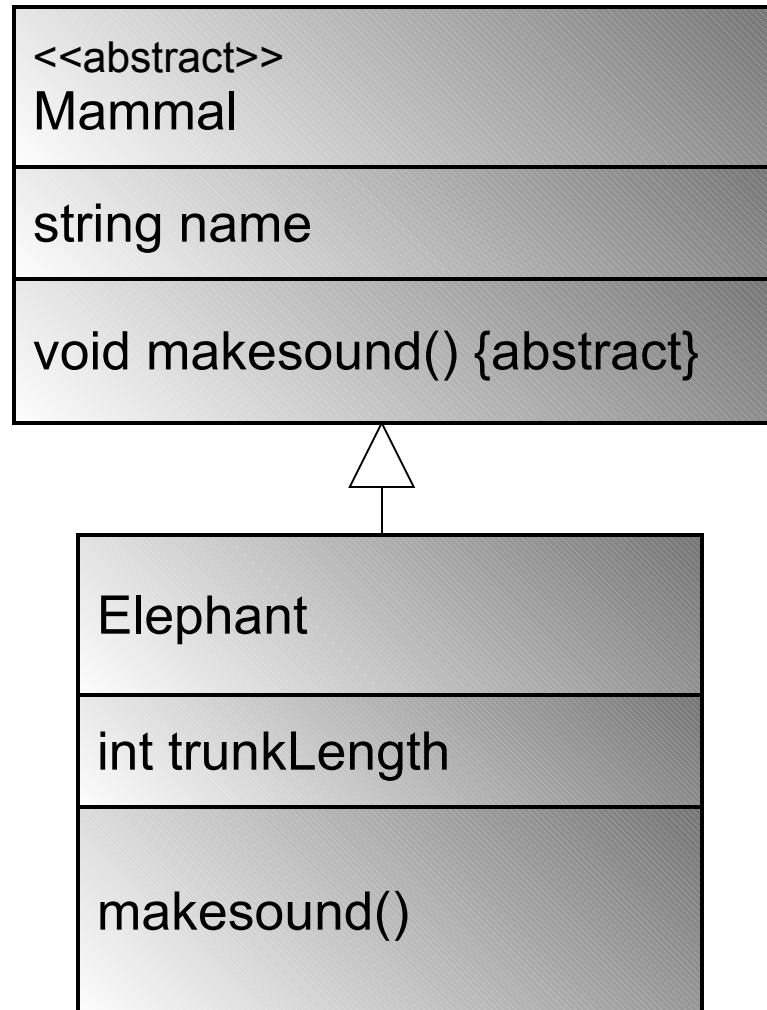 <<abstract>>
Mammal
string name
void makesound() {abstract}
Elephant
int trunkLength
makesound()